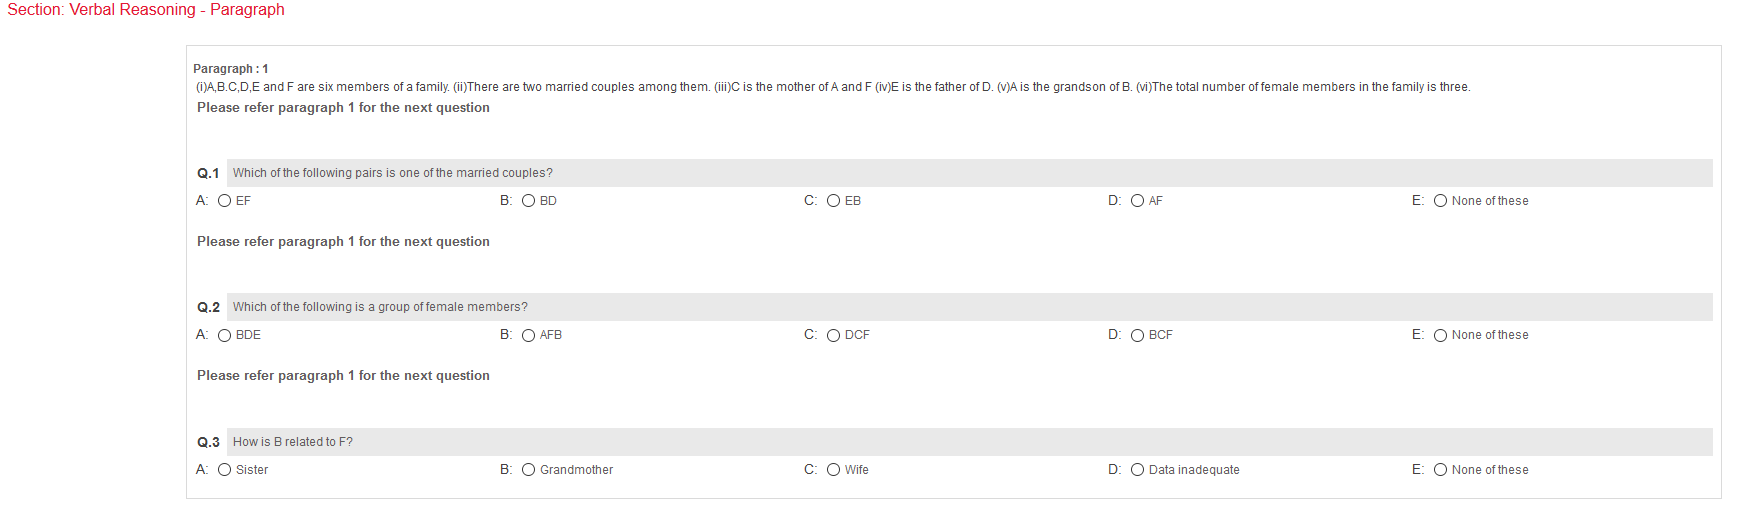 Section: Verbal Reasoning - Paragraph
Paragraph : 1
(i)A,B.C,D,E and F are six members of a family. (ii)There are two married couples among them. (iii)C is the mother of A and F (iv)E is the father of D. (v)A is the grandson of B. (vi)The total number of female members in the family is three.
Please refer paragraph 1 for the next question
Q.1 Which of the following pairs is one of the married couples?
A: EF B: BD C: EB D: AF E: None of these
Please refer paragraph 1 for the next question
Q.2 Which of the following is a group of female members?
A: BDE B: AFB C: DCF D: BCF E: None of these
Please refer paragraph 1 for the next question
Q.3 How is B related to F?
A: Sister B: Grandmother C: Wife D: Data inadequate E: None of these